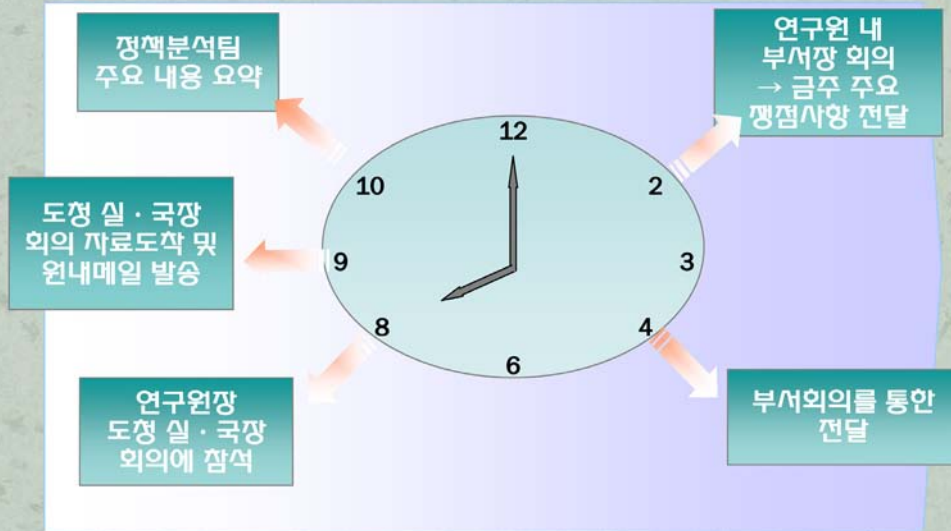 정책분석팀
주요 내용 요약
연구원 내
부서장 회의
→ 금주 주요
쟁점사항 전달
12
10
2
도청 실 · 국장
회의 자료도착 및
원내메일 발송
9
3
8
4
6
연구원장
도청 실 · 국장
회의에 참석
부서회의를 통한
전달